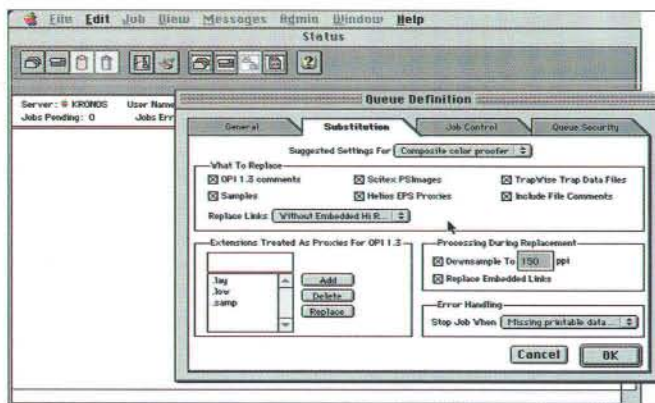 File Edit Job View Messages Admin Window Help
Status
Server: KRONOS User Name
Jobs Pending: 0 Jobs Err
Queue Definition
General Substitution Job Control Queue Security
Suggested Settings For Composite color proofer
What To Replace
OPI 1.3 comments Scitex PSImages TrapWise Trap Data Files
Samples Helios EPS Proxies Include File Comments
Replace Links Without Embedded Hi R...
Extensions Treated As Proxies For OPI 1.3
.lay
.low
.samp
Add
Delete
Replace
Processing During Replacement
Downsample To 150 ppi
Replace Embedded Links
Error Handling
Stop Job When Missing printable data...
Cancel OK